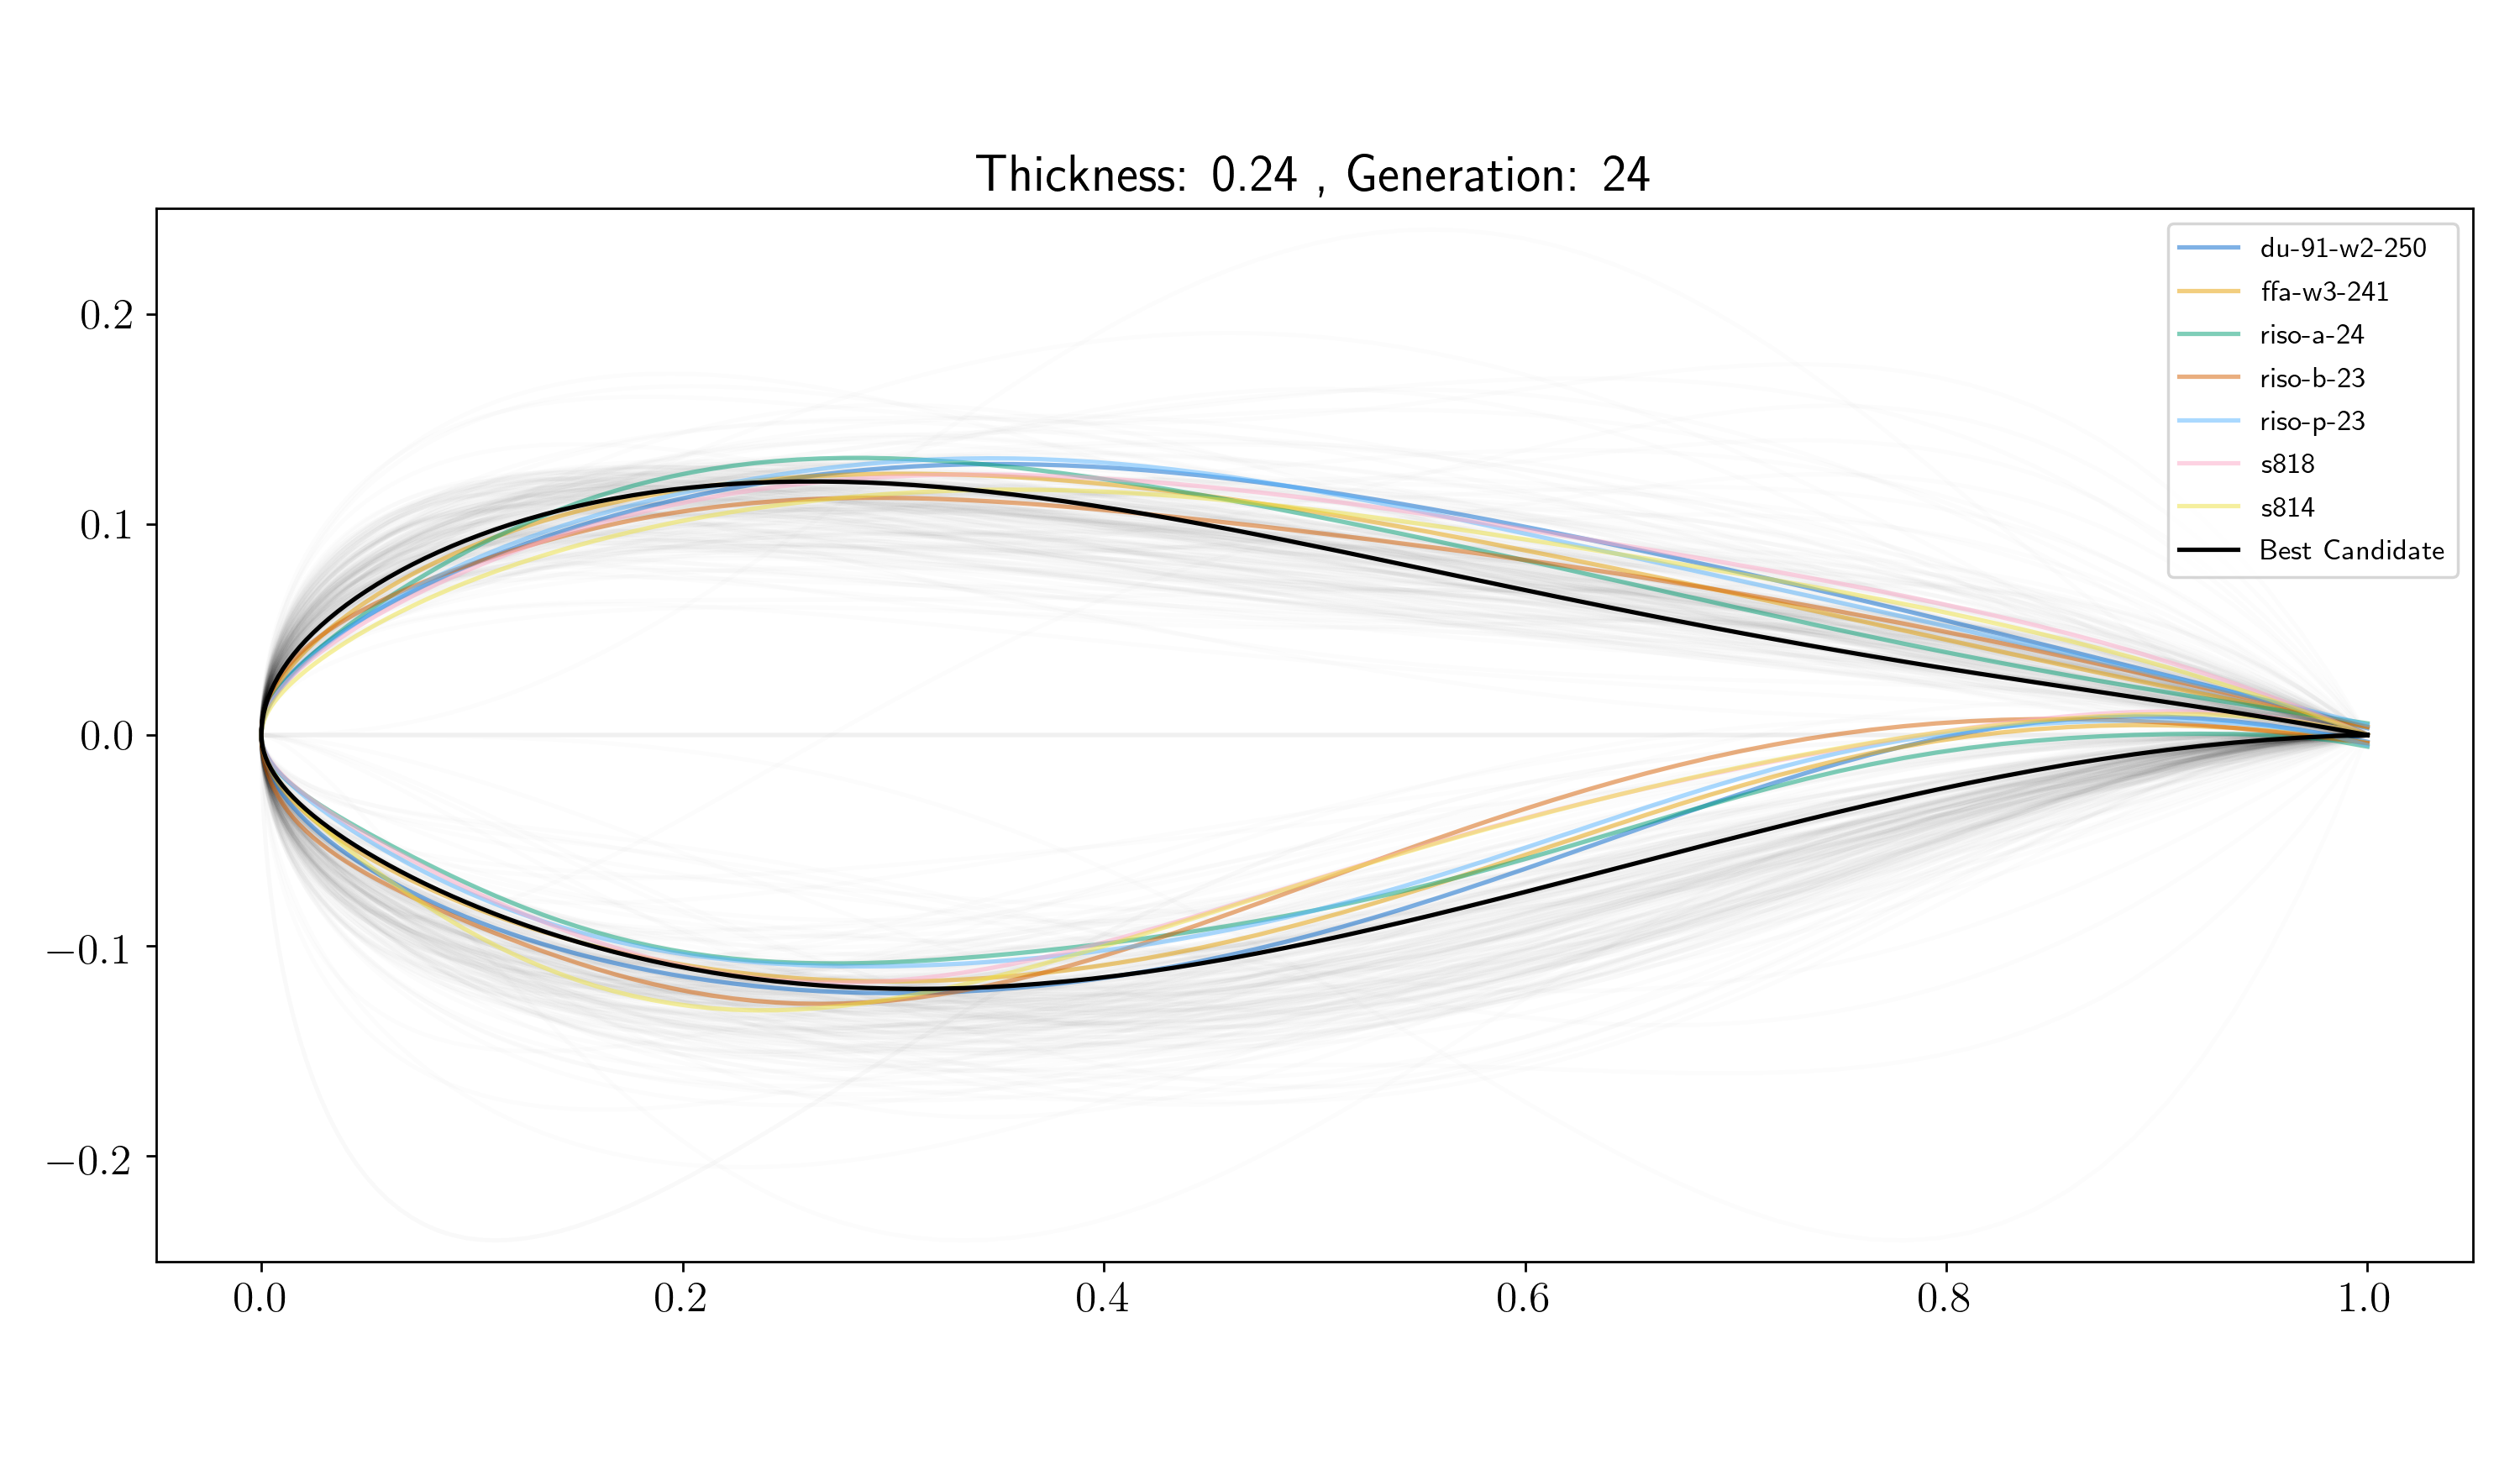 Thickness: 0.24 , Generation: 24
du-91-w2-250
ffa-w3-241
riso-a-24
riso-b-23
riso-p-23
s818
s814
Best Candidate
0.2
0.1
0.0
−0.1
−0.2
0.0 0.2 0.4 0.6 0.8 1.0